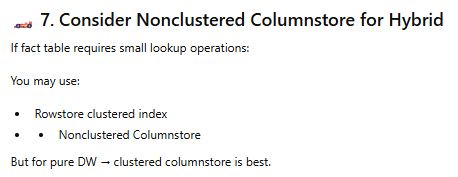 🏎️ 7. Consider Nonclustered Columnstore for Hybrid
If fact table requires small lookup operations:
You may use:
• Rowstore clustered index
• • Nonclustered Columnstore
But for pure DW → clustered columnstore is best.